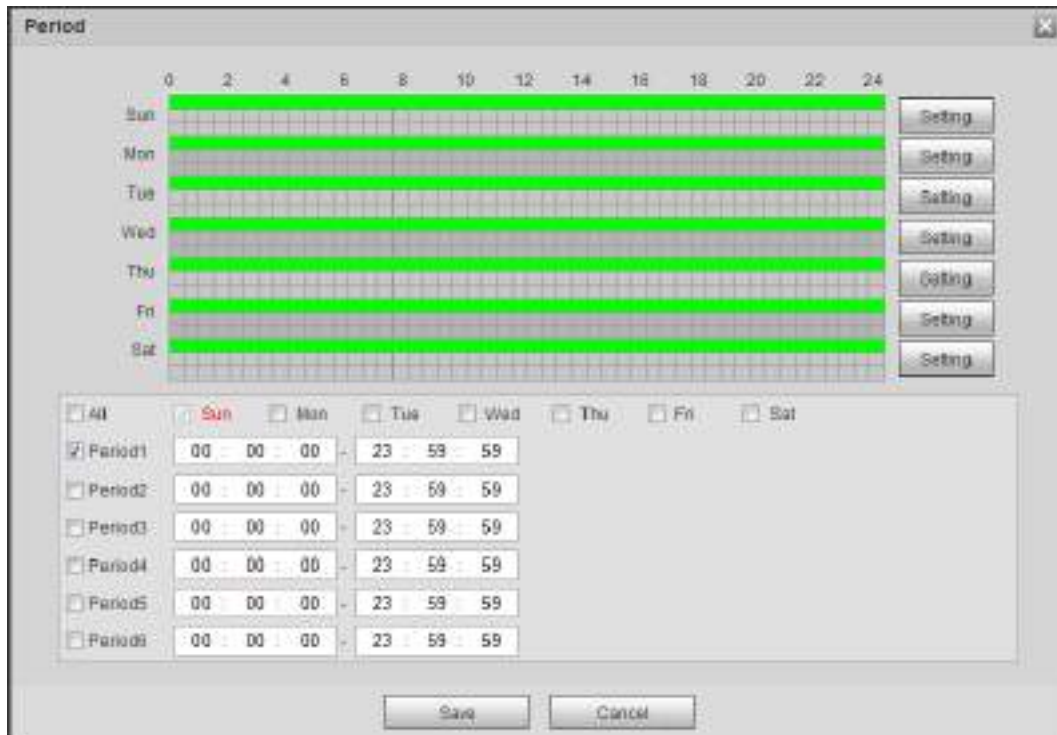 Period
0 2 4 6 8 10 12 14 16 18 20 22 24
Sun Setting
Mon Setting
Tue Setting
Wed Setting
Thu Setting
Fri Setting
Sat Setting
All Sun Mon Tue Wed Thu Fri Sat
Period1 00 : 00 : 00 - 23 : 59 : 59
Period2 00 : 00 : 00 - 23 : 59 : 59
Period3 00 : 00 : 00 - 23 : 59 : 59
Period4 00 : 00 : 00 - 23 : 59 : 59
Period5 00 : 00 : 00 - 23 : 59 : 59
Period6 00 : 00 : 00 - 23 : 59 : 59
Save Cancel